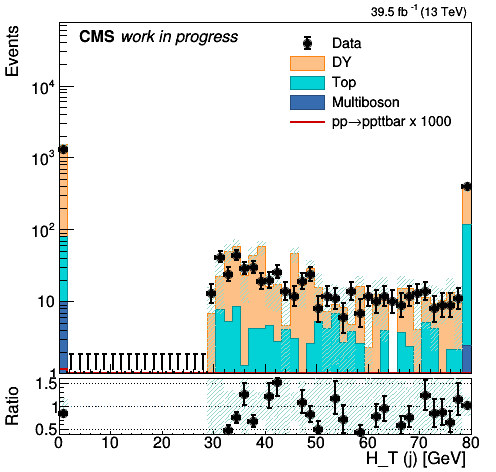 39.5 fb⁻¹ (13 TeV)
CMS work in progress
Data
DY
Top
Multiboson
pp→ppttbar x 1000
Events
10⁴
10³
10²
10
1
Ratio
1.5
1
0.5
0 10 20 30 40 50 60 70 80
H_T (j) [GeV]